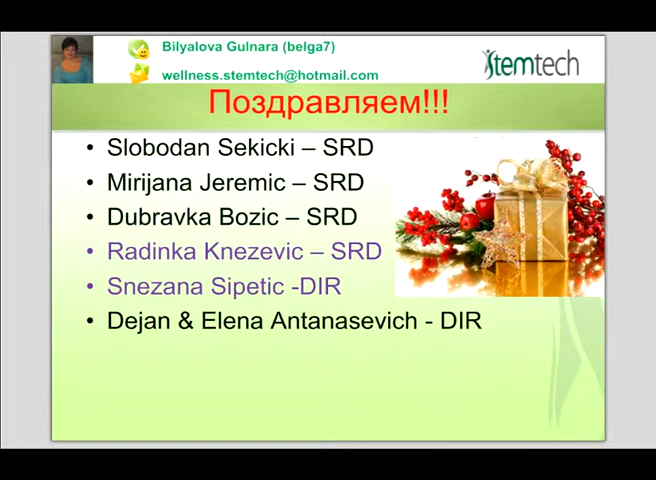 Bilyalova Gulnara (belga7)
wellness.stemtech@hotmail.com
stemtech
Поздравляем!!!
• Slobodan Sekicki – SRD
• Mirijana Jeremic – SRD
• Dubravka Bozic – SRD
• Radinka Knezevic – SRD
• Snezana Sipetic -DIR
• Dejan & Elena Antanasevich - DIR